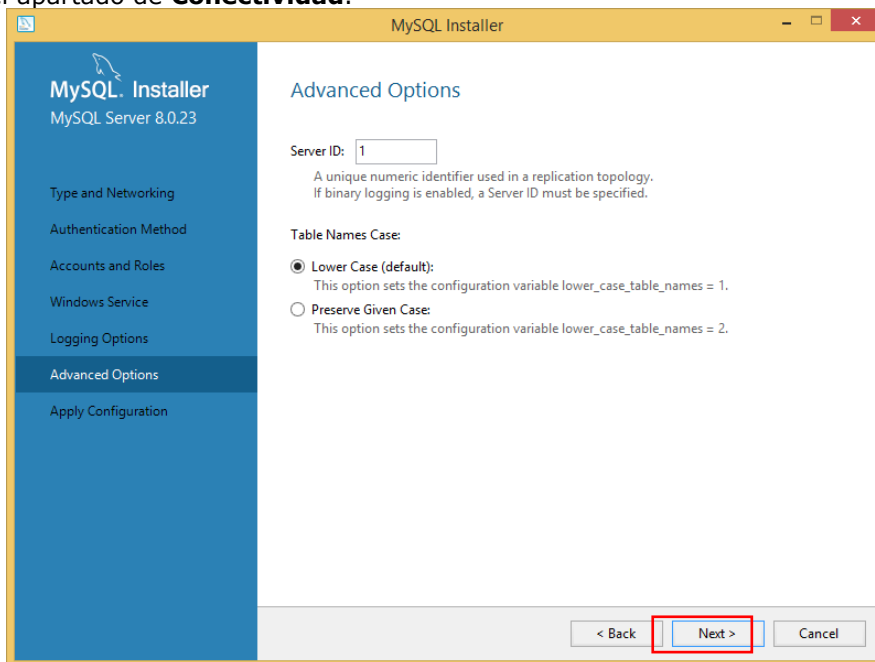 apartado de Conectividad.
MySQL Installer
MySQL. Installer
MySQL Server 8.0.23
Type and Networking
Authentication Method
Accounts and Roles
Windows Service
Logging Options
Advanced Options
Apply Configuration
Advanced Options
Server ID: 1
A unique numeric identifier used in a replication topology.
If binary logging is enabled, a Server ID must be specified.
Table Names Case:
Lower Case (default):
This option sets the configuration variable lower_case_table_names = 1.
Preserve Given Case:
This option sets the configuration variable lower_case_table_names = 2.
< Back Next > Cancel